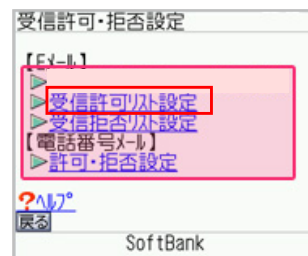 受信許可・拒否設定
【Eﾒｰﾙ】
▷
▷受信許可ﾘｽﾄ設定
▷受信拒否ﾘｽﾄ設定
【電話番号ﾒｰﾙ】
▷許可・拒否設定
?ﾍﾙﾌﾟ
戻る
SoftBank